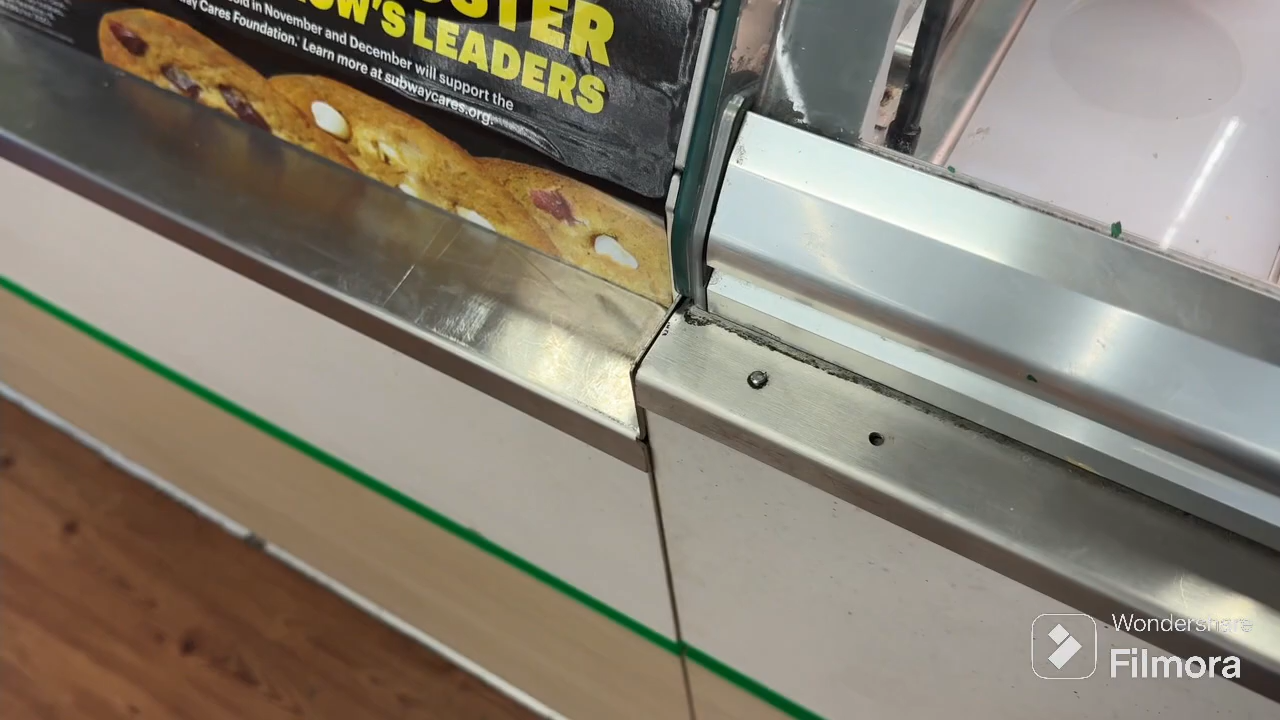 OW'S LEADERS
old in November and December will support the
ay Cares Foundation. Learn more at subwaycares.org.
Wondershare
Filmora